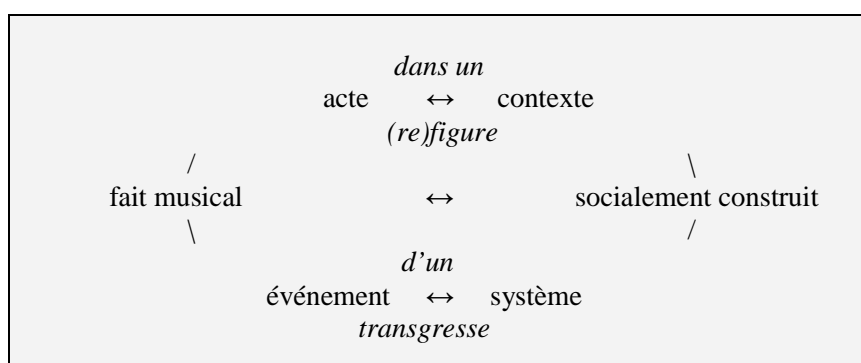 dans un
acte ↔ contexte
(re)figure
/ \
fait musical ↔ socialement construit
\ /
d’un
événement ↔ système
transgresse